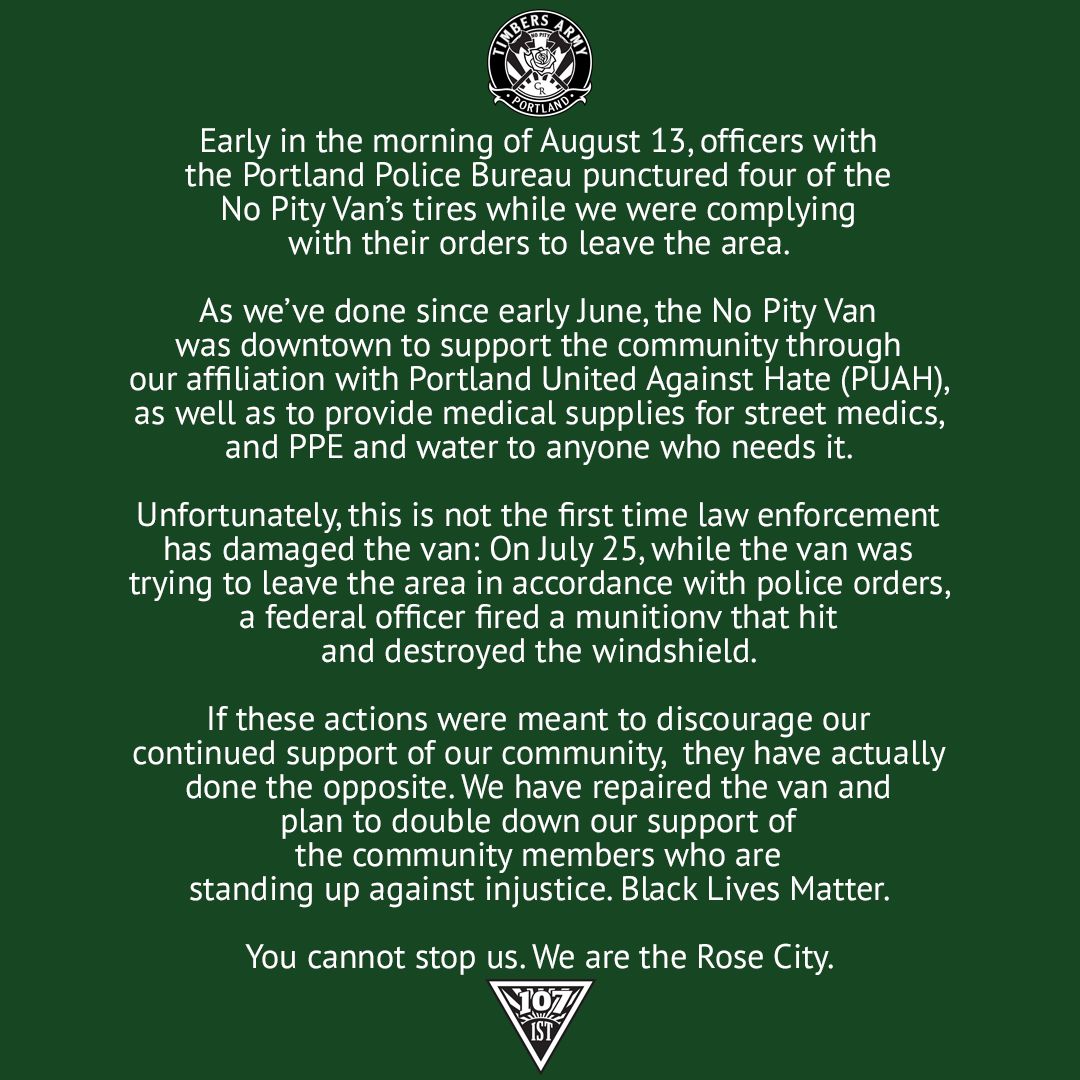 TIMBERS ARMY
NO PITY
CR
• PORTLAND •
Early in the morning of August 13, officers with
the Portland Police Bureau punctured four of the
No Pity Van’s tires while we were complying
with their orders to leave the area.
As we’ve done since early June, the No Pity Van
was downtown to support the community through
our affiliation with Portland United Against Hate (PUAH),
as well as to provide medical supplies for street medics,
and PPE and water to anyone who needs it.
Unfortunately, this is not the first time law enforcement
has damaged the van: On July 25, while the van was
trying to leave the area in accordance with police orders,
a federal officer fired a munitionv that hit
and destroyed the windshield.
If these actions were meant to discourage our
continued support of our community,  they have actually
done the opposite. We have repaired the van and
plan to double down our support of
the community members who are
standing up against injustice. Black Lives Matter.
You cannot stop us. We are the Rose City.
107
IST